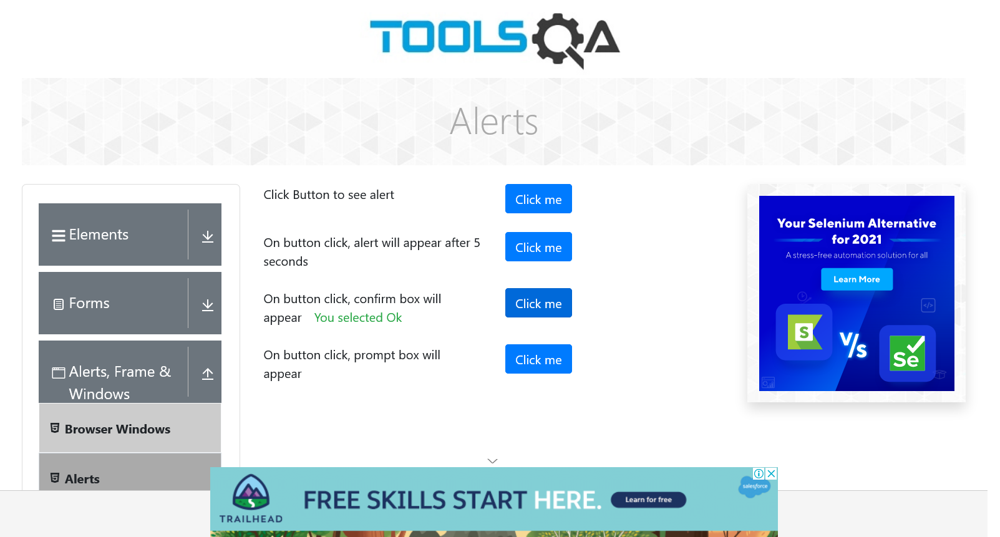 TOOLSQA
Alerts
Elements
Forms
Alerts, Frame &
Windows
Browser Windows
Alerts
Click Button to see alert
Click me
On button click, alert will appear after 5
seconds
Click me
On button click, confirm box will
appear You selected Ok
Click me
On button click, prompt box will
appear
Click me
Your Selenium Alternative
for 2021
A stress-free automation solution for all
Learn More
S
V/s
Se
TRAILHEAD
FREE SKILLS START HERE.
Learn for free
salesforce